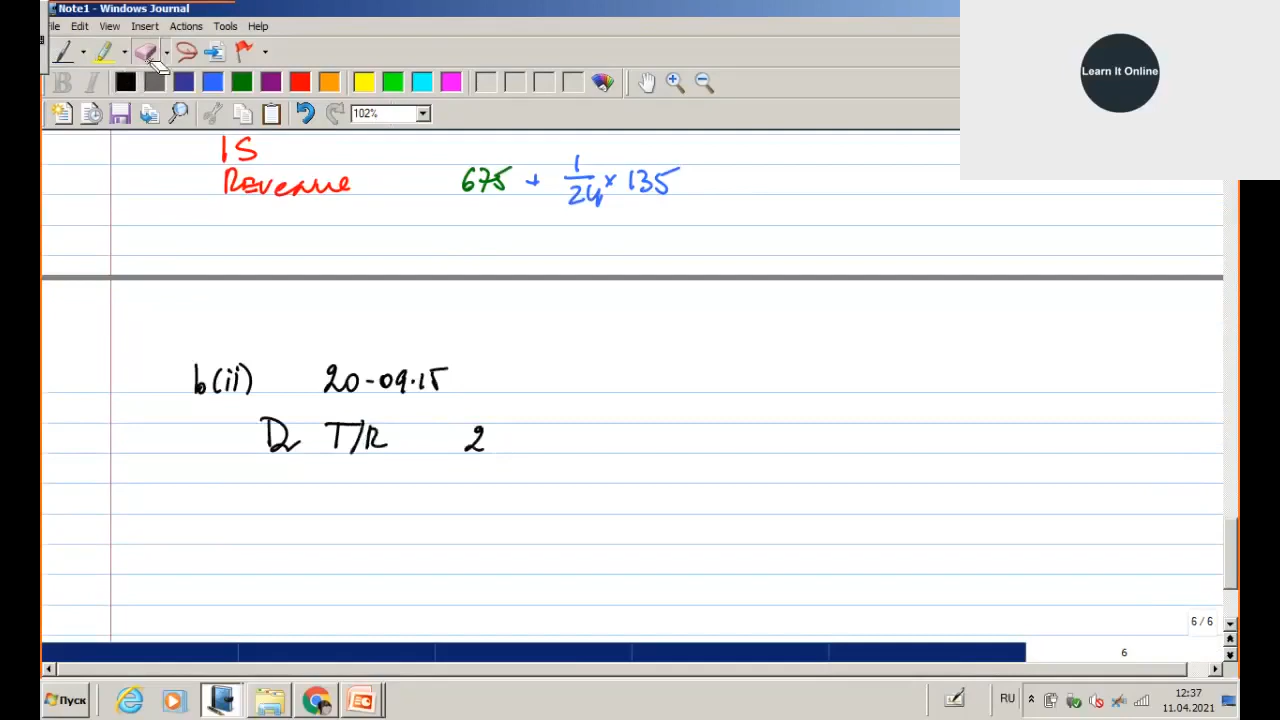 Note1 - Windows Journal
File Edit View Insert Actions Tools Help
Learn It Online
B I
102%
IS
Revenue 675 + 1/24 × 135
b(ii) 20-09.15
Dr T/R 2
6 / 6
6
Пуск
RU
12:37
11.04.2021